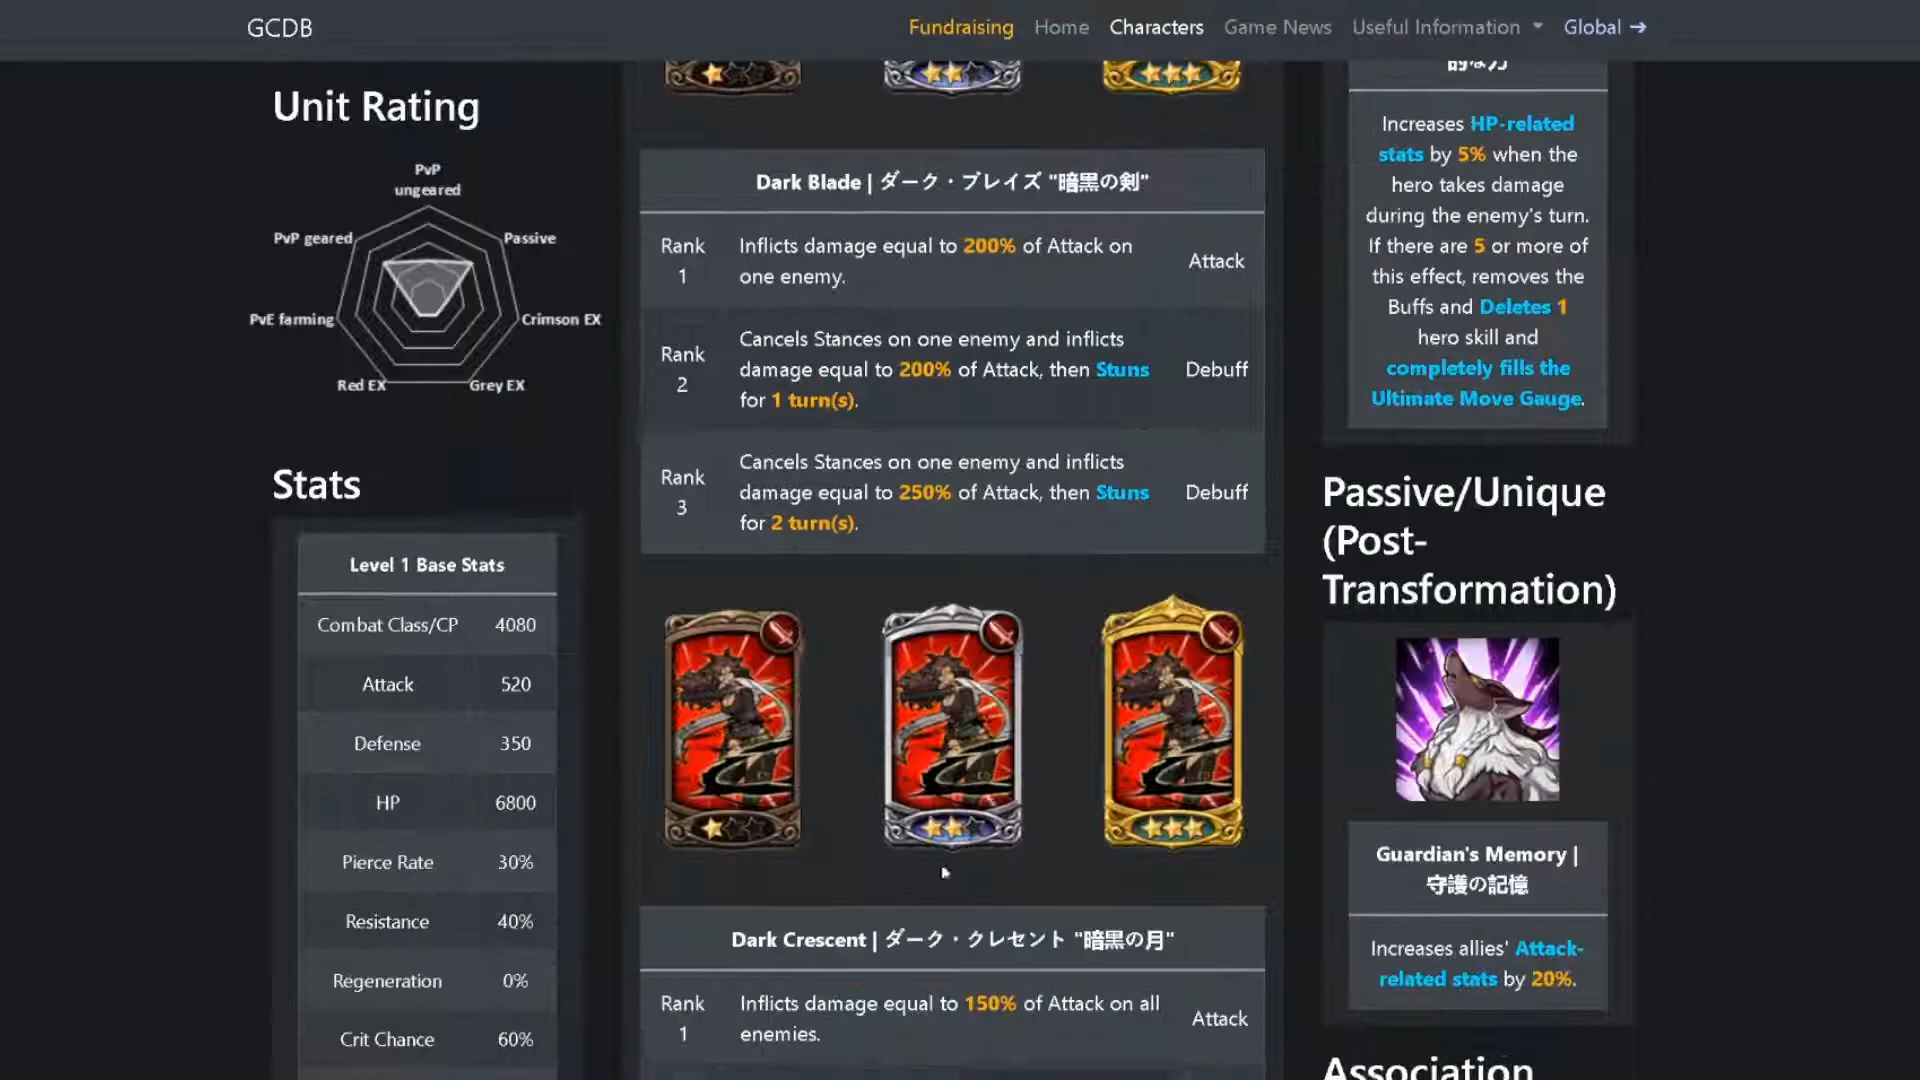 GCDB
Fundraising
Home
Characters
Game News
Useful Information
Global →
Unit Rating
PvP
ungeared
PvP geared
Passive
PvE farming
Crimson EX
Red EX
Grey EX
Stats
Level 1 Base Stats
Combat Class/CP 4080
Attack 520
Defense 350
HP 6800
Pierce Rate 30%
Resistance 40%
Regeneration 0%
Crit Chance 60%
Dark Blade | ダーク・ブレイズ "暗黒の剣"
Rank
1
Inflicts damage equal to 200% of Attack on
one enemy.
Attack
Rank
2
Cancels Stances on one enemy and inflicts
damage equal to 200% of Attack, then Stuns
for 1 turn(s).
Debuff
Rank
3
Cancels Stances on one enemy and inflicts
damage equal to 250% of Attack, then Stuns
for 2 turn(s).
Debuff
Dark Crescent | ダーク・クレセント "暗黒の月"
Rank
1
Inflicts damage equal to 150% of Attack on all
enemies.
Attack
Increases HP-related
stats by 5% when the
hero takes damage
during the enemy's turn.
If there are 5 or more of
this effect, removes the
Buffs and Deletes 1
hero skill and
completely fills the
Ultimate Move Gauge.
Passive/Unique
(Post-
Transformation)
Guardian's Memory |
守護の記憶
Increases allies' Attack-
related stats by 20%.
Association